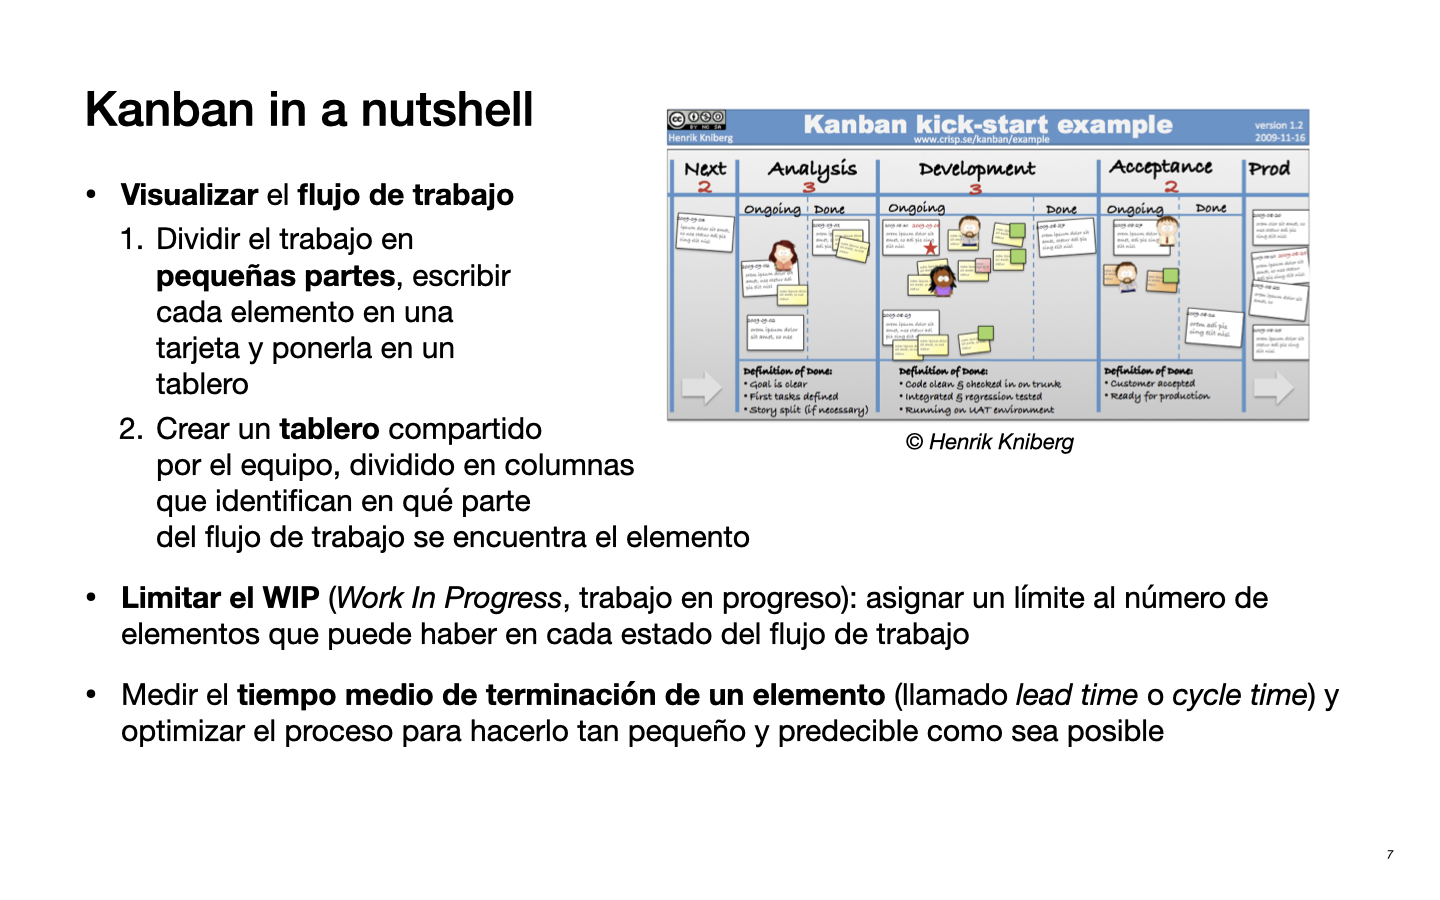 Kanban in a nutshell
• Visualizar el flujo de trabajo
1. Dividir el trabajo en
pequeñas partes, escribir
cada elemento en una
tarjeta y ponerla en un
tablero
2. Crear un tablero compartido
por el equipo, dividido en columnas
que identifican en qué parte
del flujo de trabajo se encuentra el elemento
• Limitar el WIP (Work In Progress, trabajo en progreso): asignar un límite al número de
elementos que puede haber en cada estado del flujo de trabajo
• Medir el tiempo medio de terminación de un elemento (llamado lead time o cycle time) y
optimizar el proceso para hacerlo tan pequeño y predecible como sea posible
cc
BY NC SA
Henrik Kniberg
Kanban kick-start example
www.crisp.se/kanban/example
version 1.2
2009-11-16
Next
2
Analysis
3
Development
3
Acceptance
2
Prod
Ongoing
Done
Ongoing
Done
Ongoing
Done
Definition of Done:
• Goal is clear
• First tasks defined
• Story split (if necessary)
Definition of Done:
• Code clean & checked in on trunk
• Integrated & regression tested
• Running on UAT environment
Definition of Done:
• Customer accepted
• Ready for production
© Henrik Kniberg
7